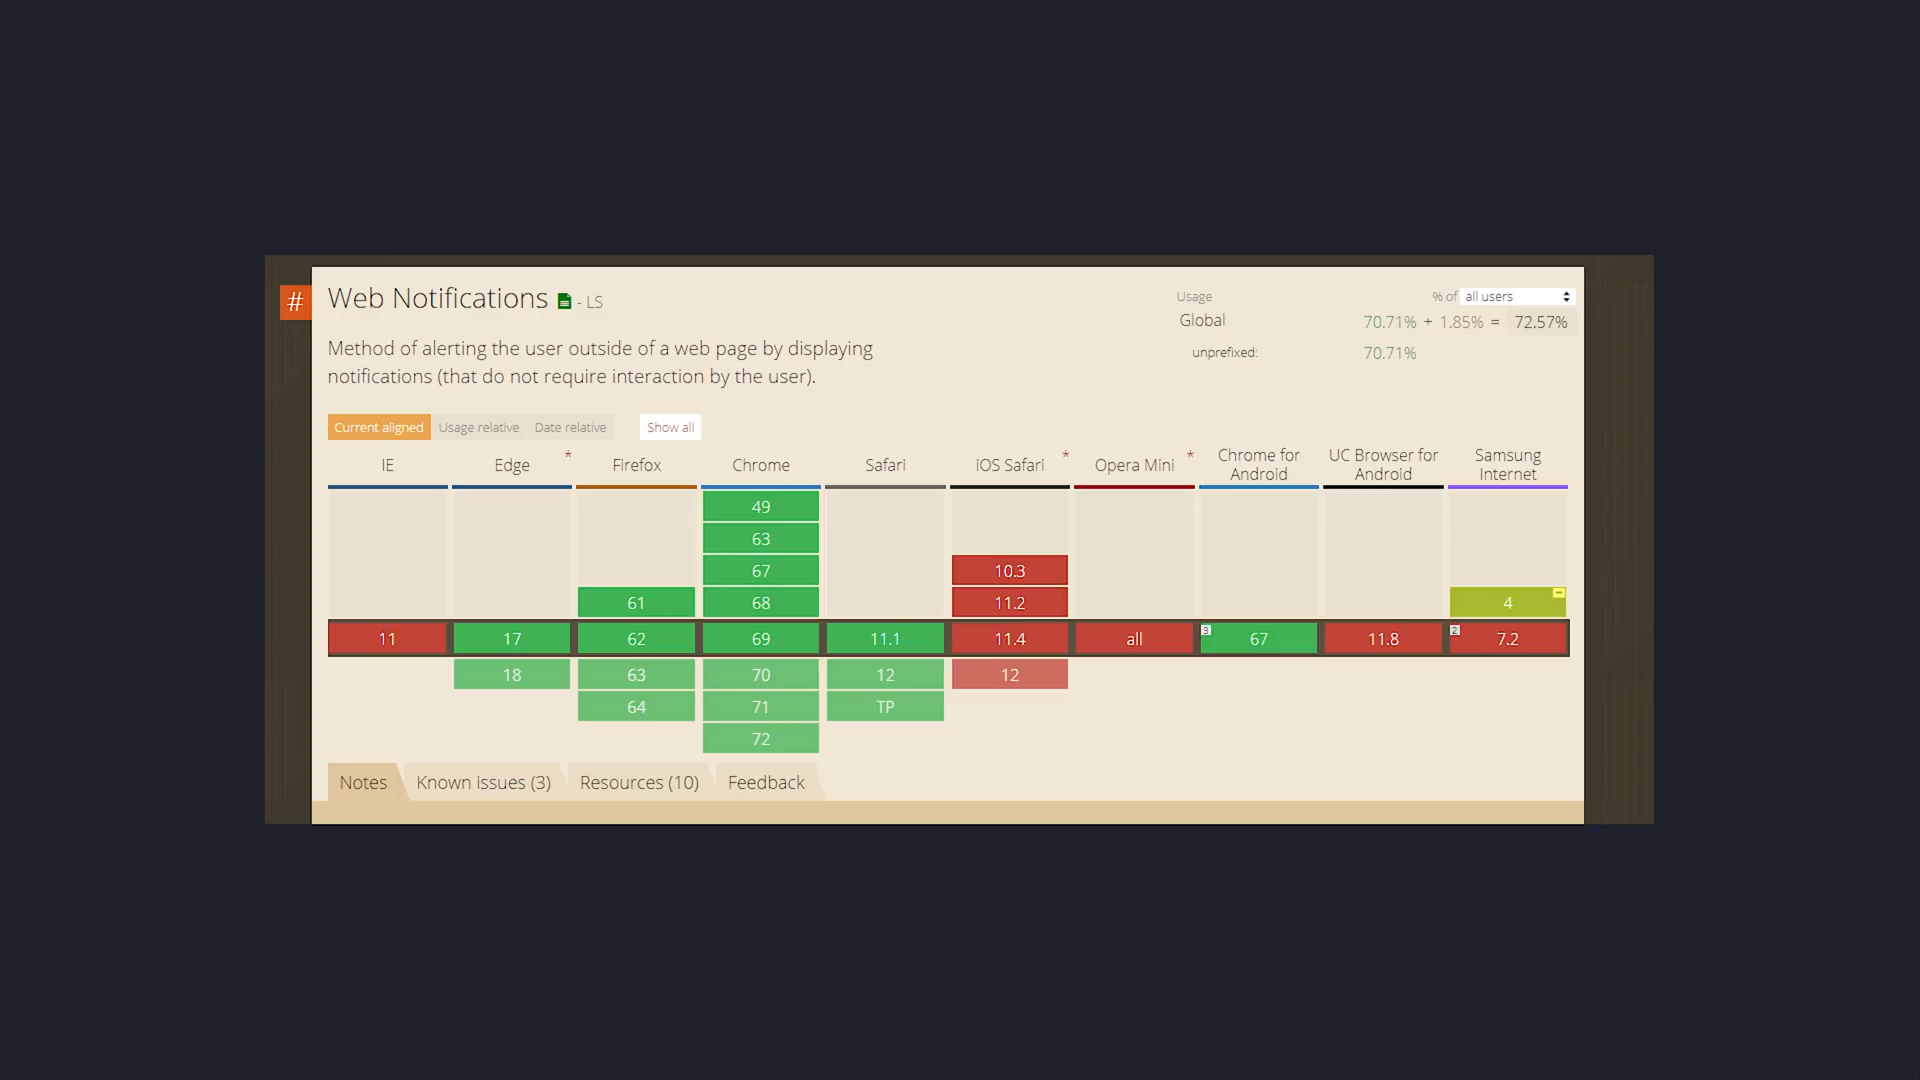 # Web Notifications - LS
Usage % of all users
Global 70.71% + 1.85% = 72.57%
unprefixed: 70.71%
Method of alerting the user outside of a web page by displaying
notifications (that do not require interaction by the user).
Current aligned Usage relative Date relative Show all
IE Edge * Firefox Chrome Safari iOS Safari * Opera Mini * Chrome for Android UC Browser for Android Samsung Internet
49
63
67 10.3
61 68 11.2 4
11 17 62 69 11.1 11.4 all 3 67 11.8 2 7.2
18 63 70 12 12
64 71 TP
72
Notes Known issues (3) Resources (10) Feedback